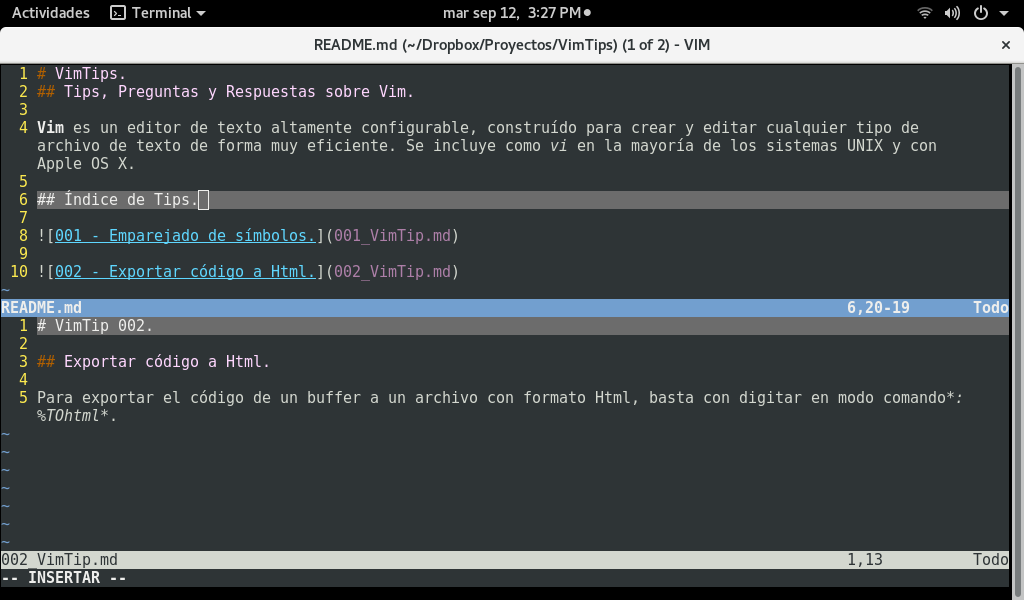 Actividades Terminal mar sep 12, 3:27 PM
README.md (~/Dropbox/Proyectos/VimTips) (1 of 2) - VIM ×
1 # VimTips.
2 ## Tips, Preguntas y Respuestas sobre Vim.
3
4 Vim es un editor de texto altamente configurable, construído para crear y editar cualquier tipo de
archivo de texto de forma muy eficiente. Se incluye como vi en la mayoría de los sistemas UNIX y con
Apple OS X.
5
6 ## Índice de Tips.
7
8 ![001 - Emparejado de símbolos.](001_VimTip.md)
9
10 ![002 - Exportar código a Html.](002_VimTip.md)
~
README.md 6,20-19 Todo
1 # VimTip 002.
2
3 ## Exportar código a Html.
4
5 Para exportar el código de un buffer a un archivo con formato Html, basta con digitar en modo comando*:
%TOhtml*.
~
~
~
~
~
~
~
002_VimTip.md 1,13 Todo
-- INSERTAR --